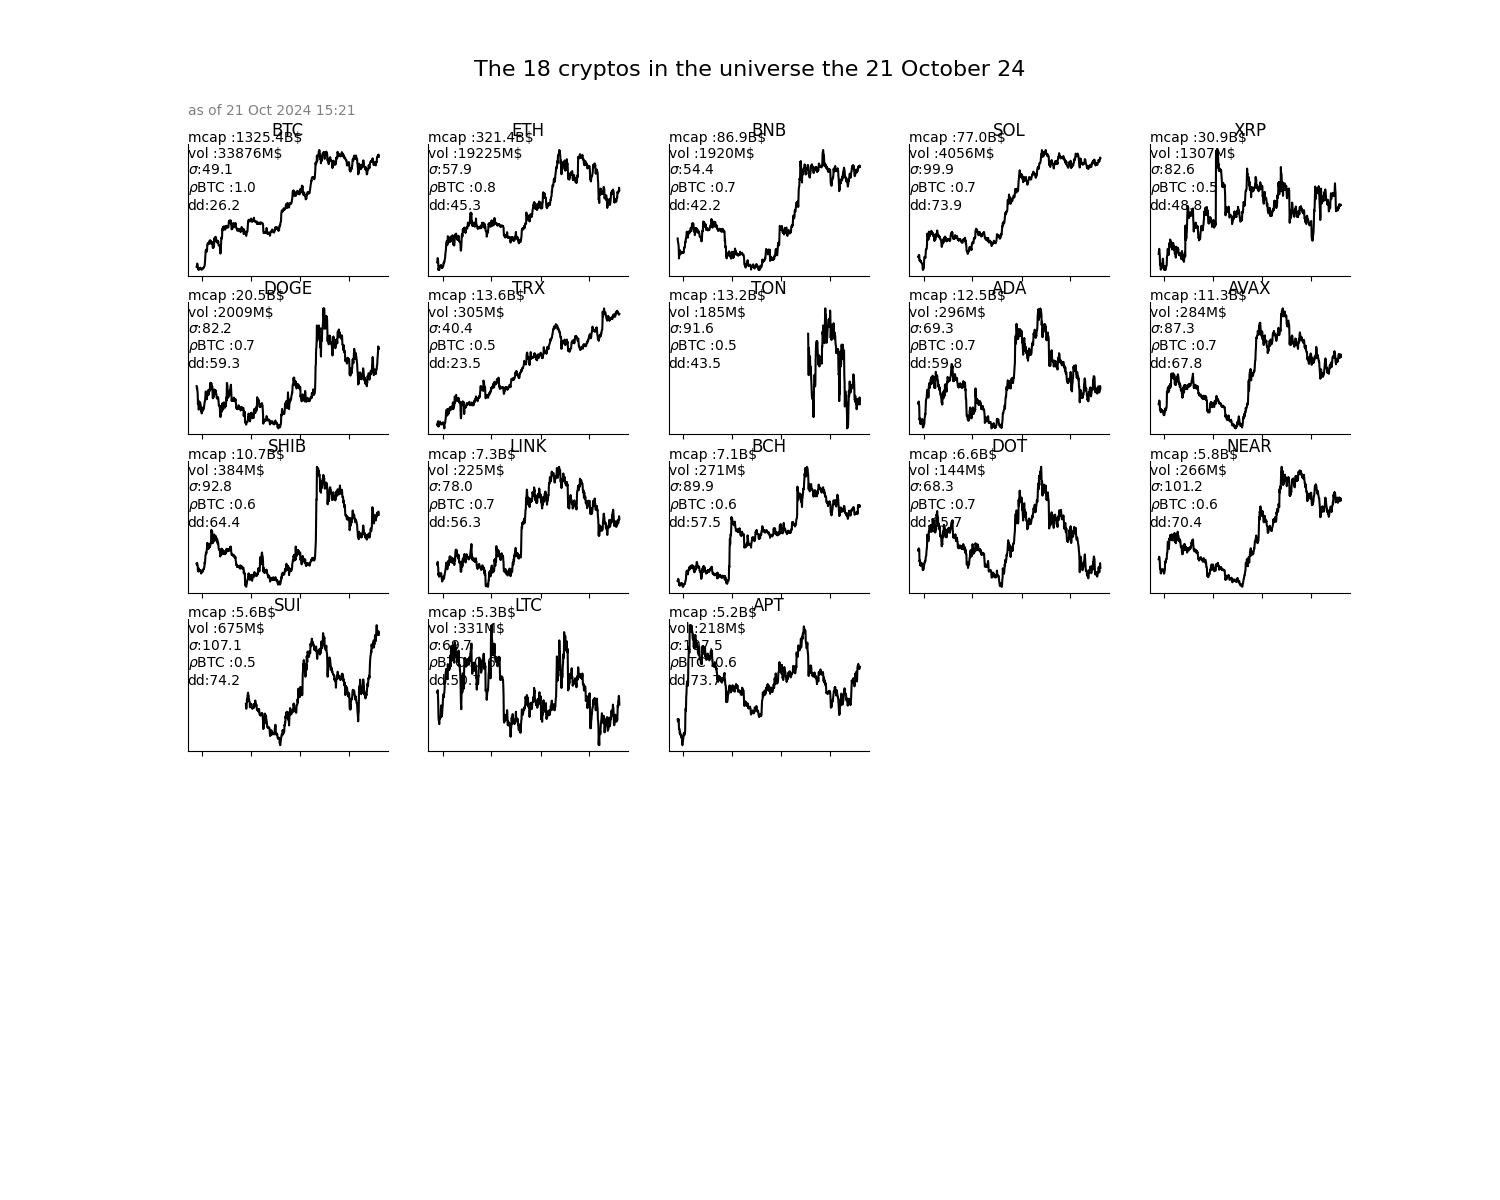 The 18 cryptos in the universe the 21 October 24
as of 21 Oct 2024 15:21
BTC
mcap :1325.4B$
vol :33876M$
σ:49.1
ρBTC :1.0
dd:26.2
ETH
mcap :321.4B$
vol :19225M$
σ:57.9
ρBTC :0.8
dd:45.3
BNB
mcap :86.9B$
vol :1920M$
σ:54.4
ρBTC :0.7
dd:42.2
SOL
mcap :77.0B$
vol :4056M$
σ:99.9
ρBTC :0.7
dd:73.9
XRP
mcap :30.9B$
vol :1307M$
σ:82.6
ρBTC :0.5
dd:48.8
DOGE
mcap :20.5B$
vol :2009M$
σ:82.2
ρBTC :0.7
dd:59.3
TRX
mcap :13.6B$
vol :305M$
σ:40.4
ρBTC :0.5
dd:23.5
TON
mcap :13.2B$
vol :185M$
σ:91.6
ρBTC :0.5
dd:43.5
ADA
mcap :12.5B$
vol :296M$
σ:69.3
ρBTC :0.7
dd:59.8
AVAX
mcap :11.3B$
vol :284M$
σ:87.3
ρBTC :0.7
dd:67.8
SHIB
mcap :10.7B$
vol :384M$
σ:92.8
ρBTC :0.6
dd:64.4
LINK
mcap :7.3B$
vol :225M$
σ:78.0
ρBTC :0.7
dd:56.3
BCH
mcap :7.1B$
vol :271M$
σ:89.9
ρBTC :0.6
dd:57.5
DOT
mcap :6.6B$
vol :144M$
σ:68.3
ρBTC :0.7
NEAR
mcap :5.8B$
vol :266M$
σ:101.2
ρBTC :0.6
dd:70.4
SUI
mcap :5.6B$
vol :675M$
σ:107.1
ρBTC :0.5
dd:74.2
LTC
mcap :5.3B$
vol :331M$
APT
mcap :5.2B$
vol :218M$
ρBTC :0.6